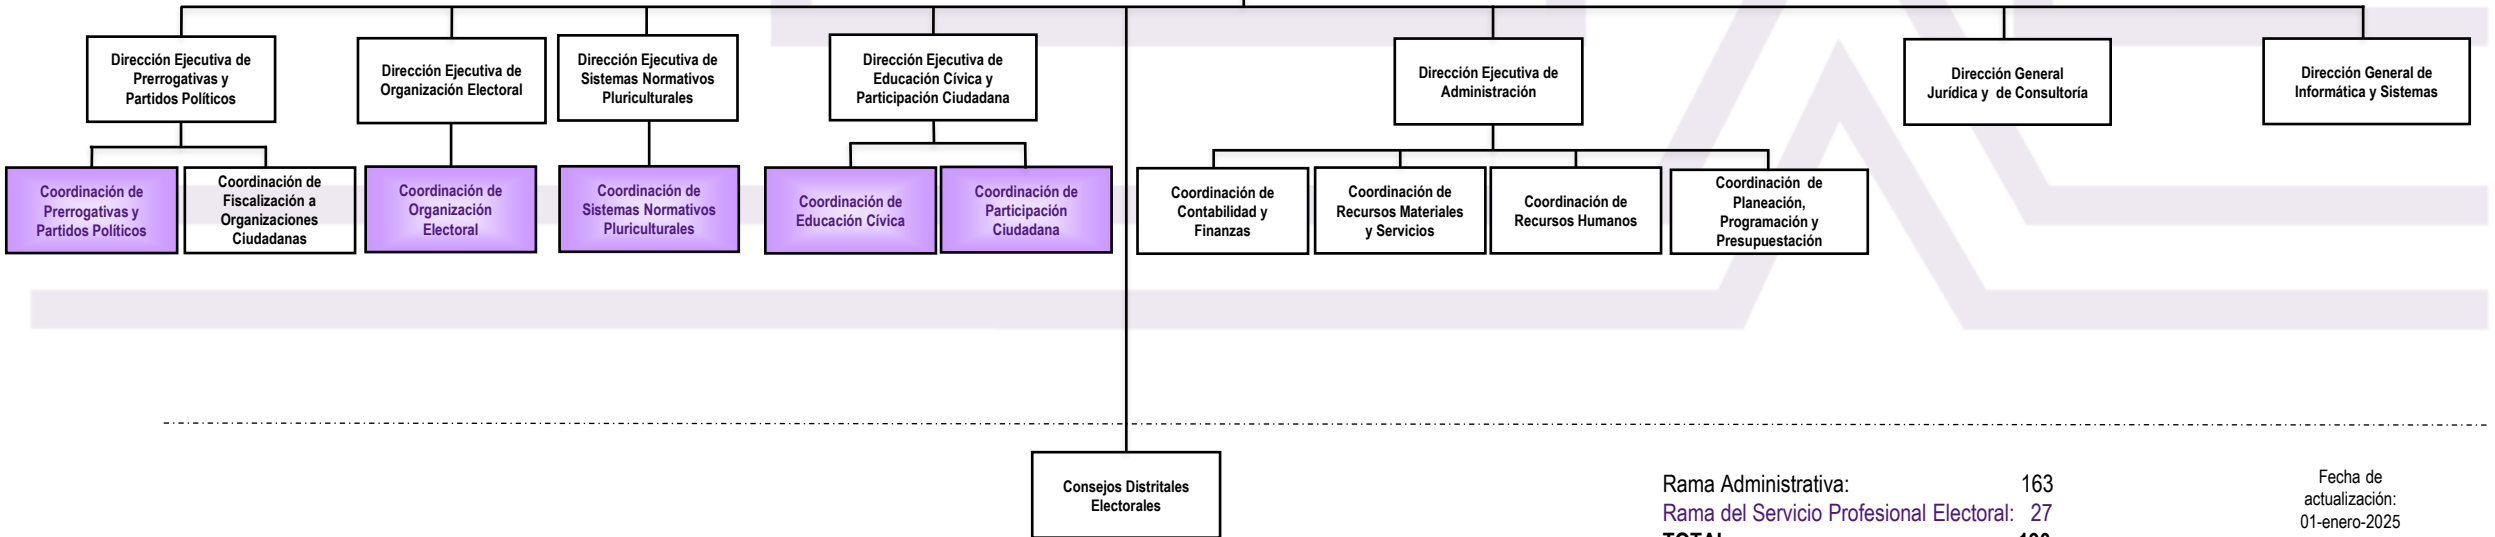 Dirección Ejecutiva de
Prerrogativas y
Partidos Políticos
Dirección Ejecutiva de
Organización Electoral
Dirección Ejecutiva de
Sistemas Normativos
Pluriculturales
Dirección Ejecutiva de
Educación Cívica y
Participación Ciudadana
Dirección Ejecutiva de
Administración
Dirección General
Jurídica y de Consultoría
Dirección General de
Informática y Sistemas
Coordinación de
Prerrogativas y
Partidos Políticos
Coordinación de
Fiscalización a
Organizaciones
Ciudadanas
Coordinación de
Organización
Electoral
Coordinación de
Sistemas Normativos
Pluriculturales
Coordinación de
Educación Cívica
Coordinación de
Participación
Ciudadana
Coordinación de
Contabilidad y
Finanzas
Coordinación de
Recursos Materiales
y Servicios
Coordinación de
Recursos Humanos
Coordinación de
Planeación,
Programación y
Presupuestación
Consejos Distritales
Electorales
Rama Administrativa: 163
Rama del Servicio Profesional Electoral: 27
Fecha de
actualización:
01-enero-2025